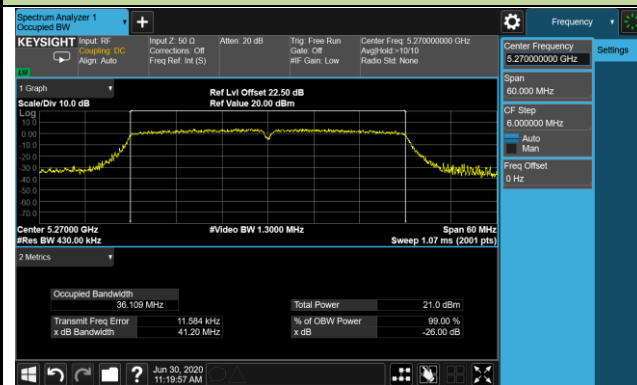 Spectrum Analyzer 1
Occupied BW
Frequency
KEYSIGHT
Input: RF
Coupling: DC
Align: Auto
Input Z: 50 Ω
Corrections: Off
Freq Ref: Int (S)
Atten: 20 dB
Trig: Free Run
Gate: Off
#IF Gain: Low
Center Freq: 5.270000000 GHz
Avg|Hold:>10/10
Radio Std: None
Center Frequency
5.270000000 GHz
Settings
Span
60.000 MHz
CF Step
6.000000 MHz
Auto
Man
Freq Offset
0 Hz
1 Graph
Ref Lvl Offset 22.50 dB
Scale/Div 10.0 dB
Ref Value 20.00 dBm
Log
10.0
0.00
-10.0
-20.0
-30.0
-40.0
-50.0
-60.0
-70.0
Center 5.27000 GHz
#Video BW 1.3000 MHz
Span 60 MHz
#Res BW 430.00 kHz
Sweep 1.07 ms (2001 pts)
2 Metrics
Occupied Bandwidth
36.109 MHz
Total Power 21.0 dBm
Transmit Freq Error 11.584 kHz
% of OBW Power 99.00 %
x dB Bandwidth 41.20 MHz
x dB -26.00 dB
?
Jun 30, 2020
11:19:57 AM